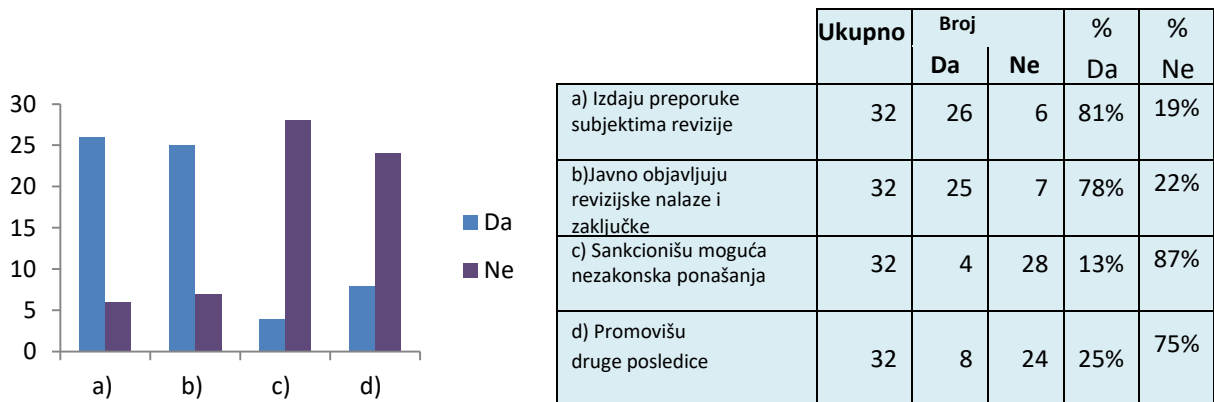 30
25
20
15
10
5
0
a) b) c) d)
Da
Ne
Ukupno Broj % %
Da Ne Da Ne
a) Izdaju preporuke
subjektima revizije
32 26 6 81% 19%
b)Javno objavljuju
revizijske nalaze i
zaključke
32 25 7 78% 22%
c) Sankcionišu moguća
nezakonska ponašanja
32 4 28 13% 87%
d) Promovišu
druge posledice
32 8 24 25% 75%